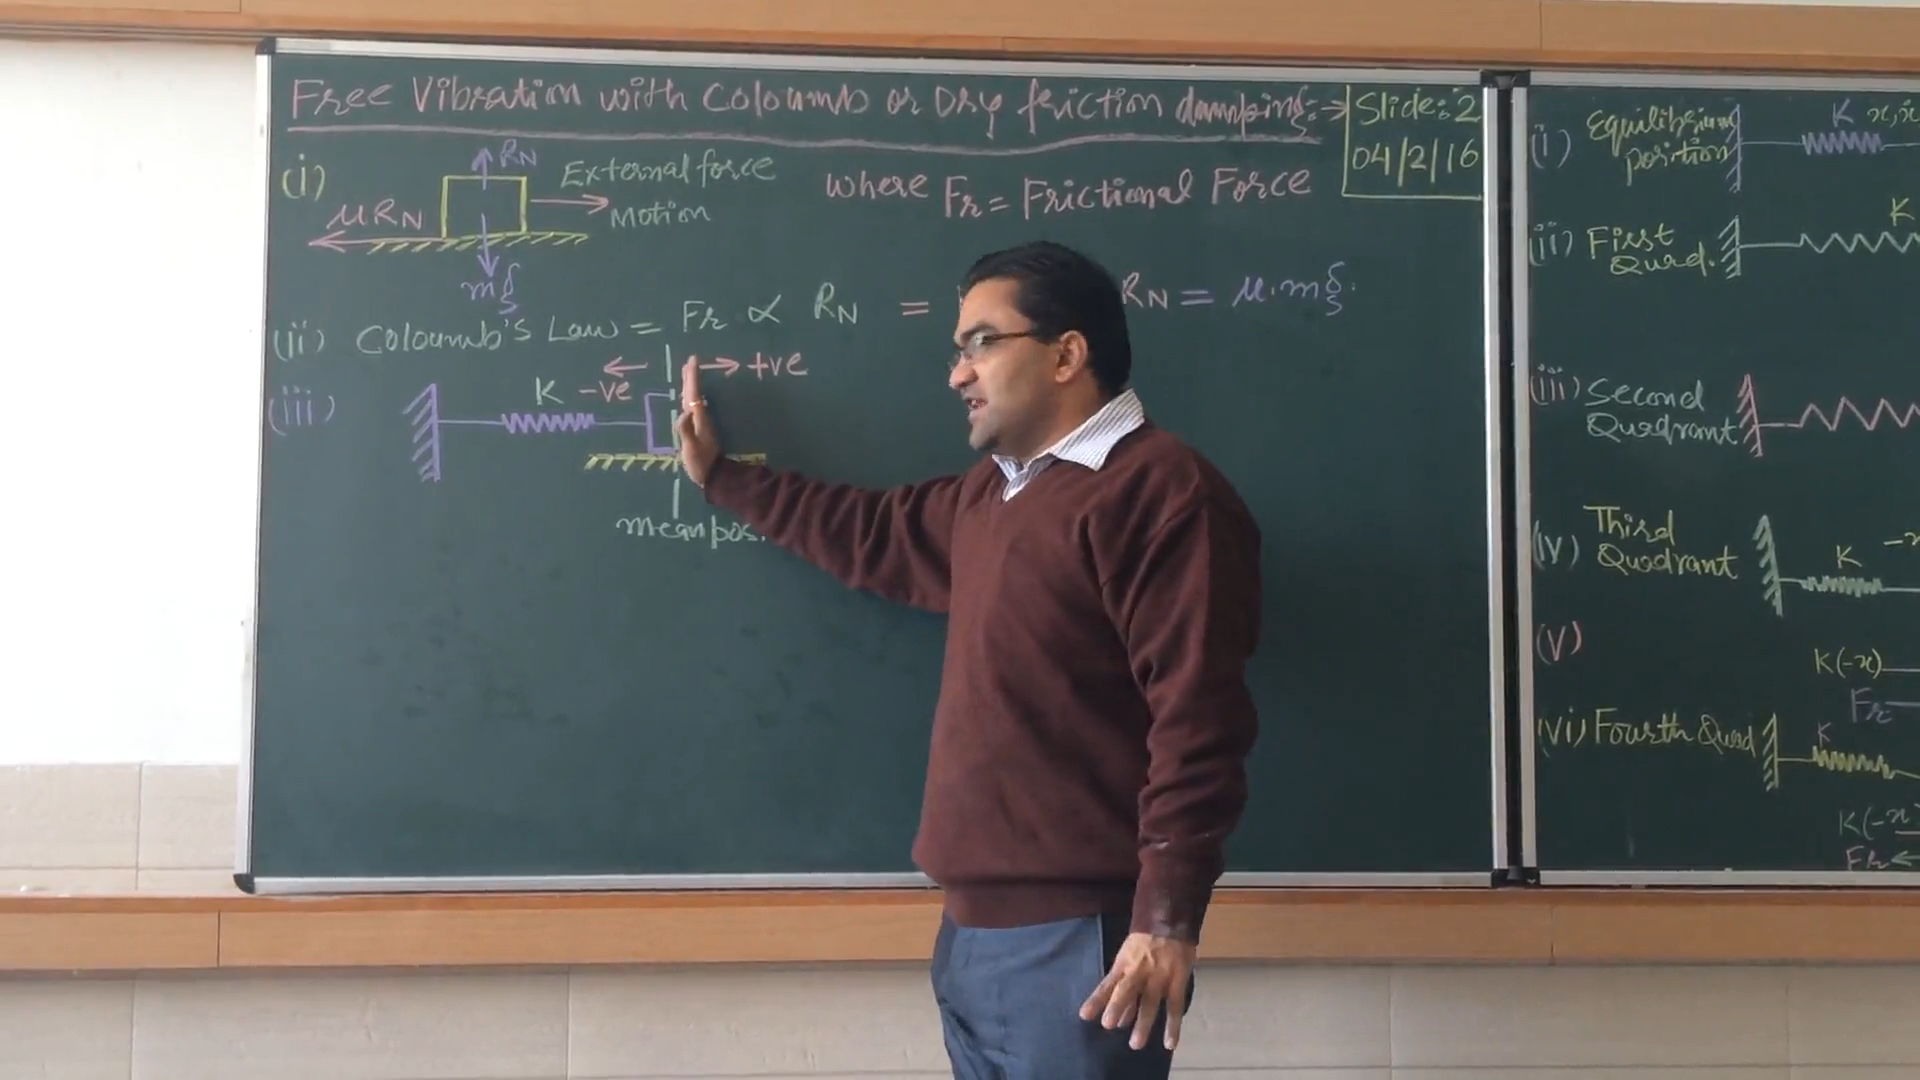 Free Vibration with Coloumb or Dry friction damping:→
Slide:2
04/2/16
(i)
RN
External force
Motion
μRN
mg
where Fr = Frictional Force
(ii) Coloumb's Law = Fr ∝ RN = RN = μ.mg.
(iii)
K
-ve
+ve
mean pos.
(i) Equilibrium position
K x,ẋ
(ii) First Quad.
K
(iii) Second Quadrant
(iv) Third Quadrant
K
(v)
K(-x)
Fr
(vi) Fourth Quad
K
K(-x)
Fr